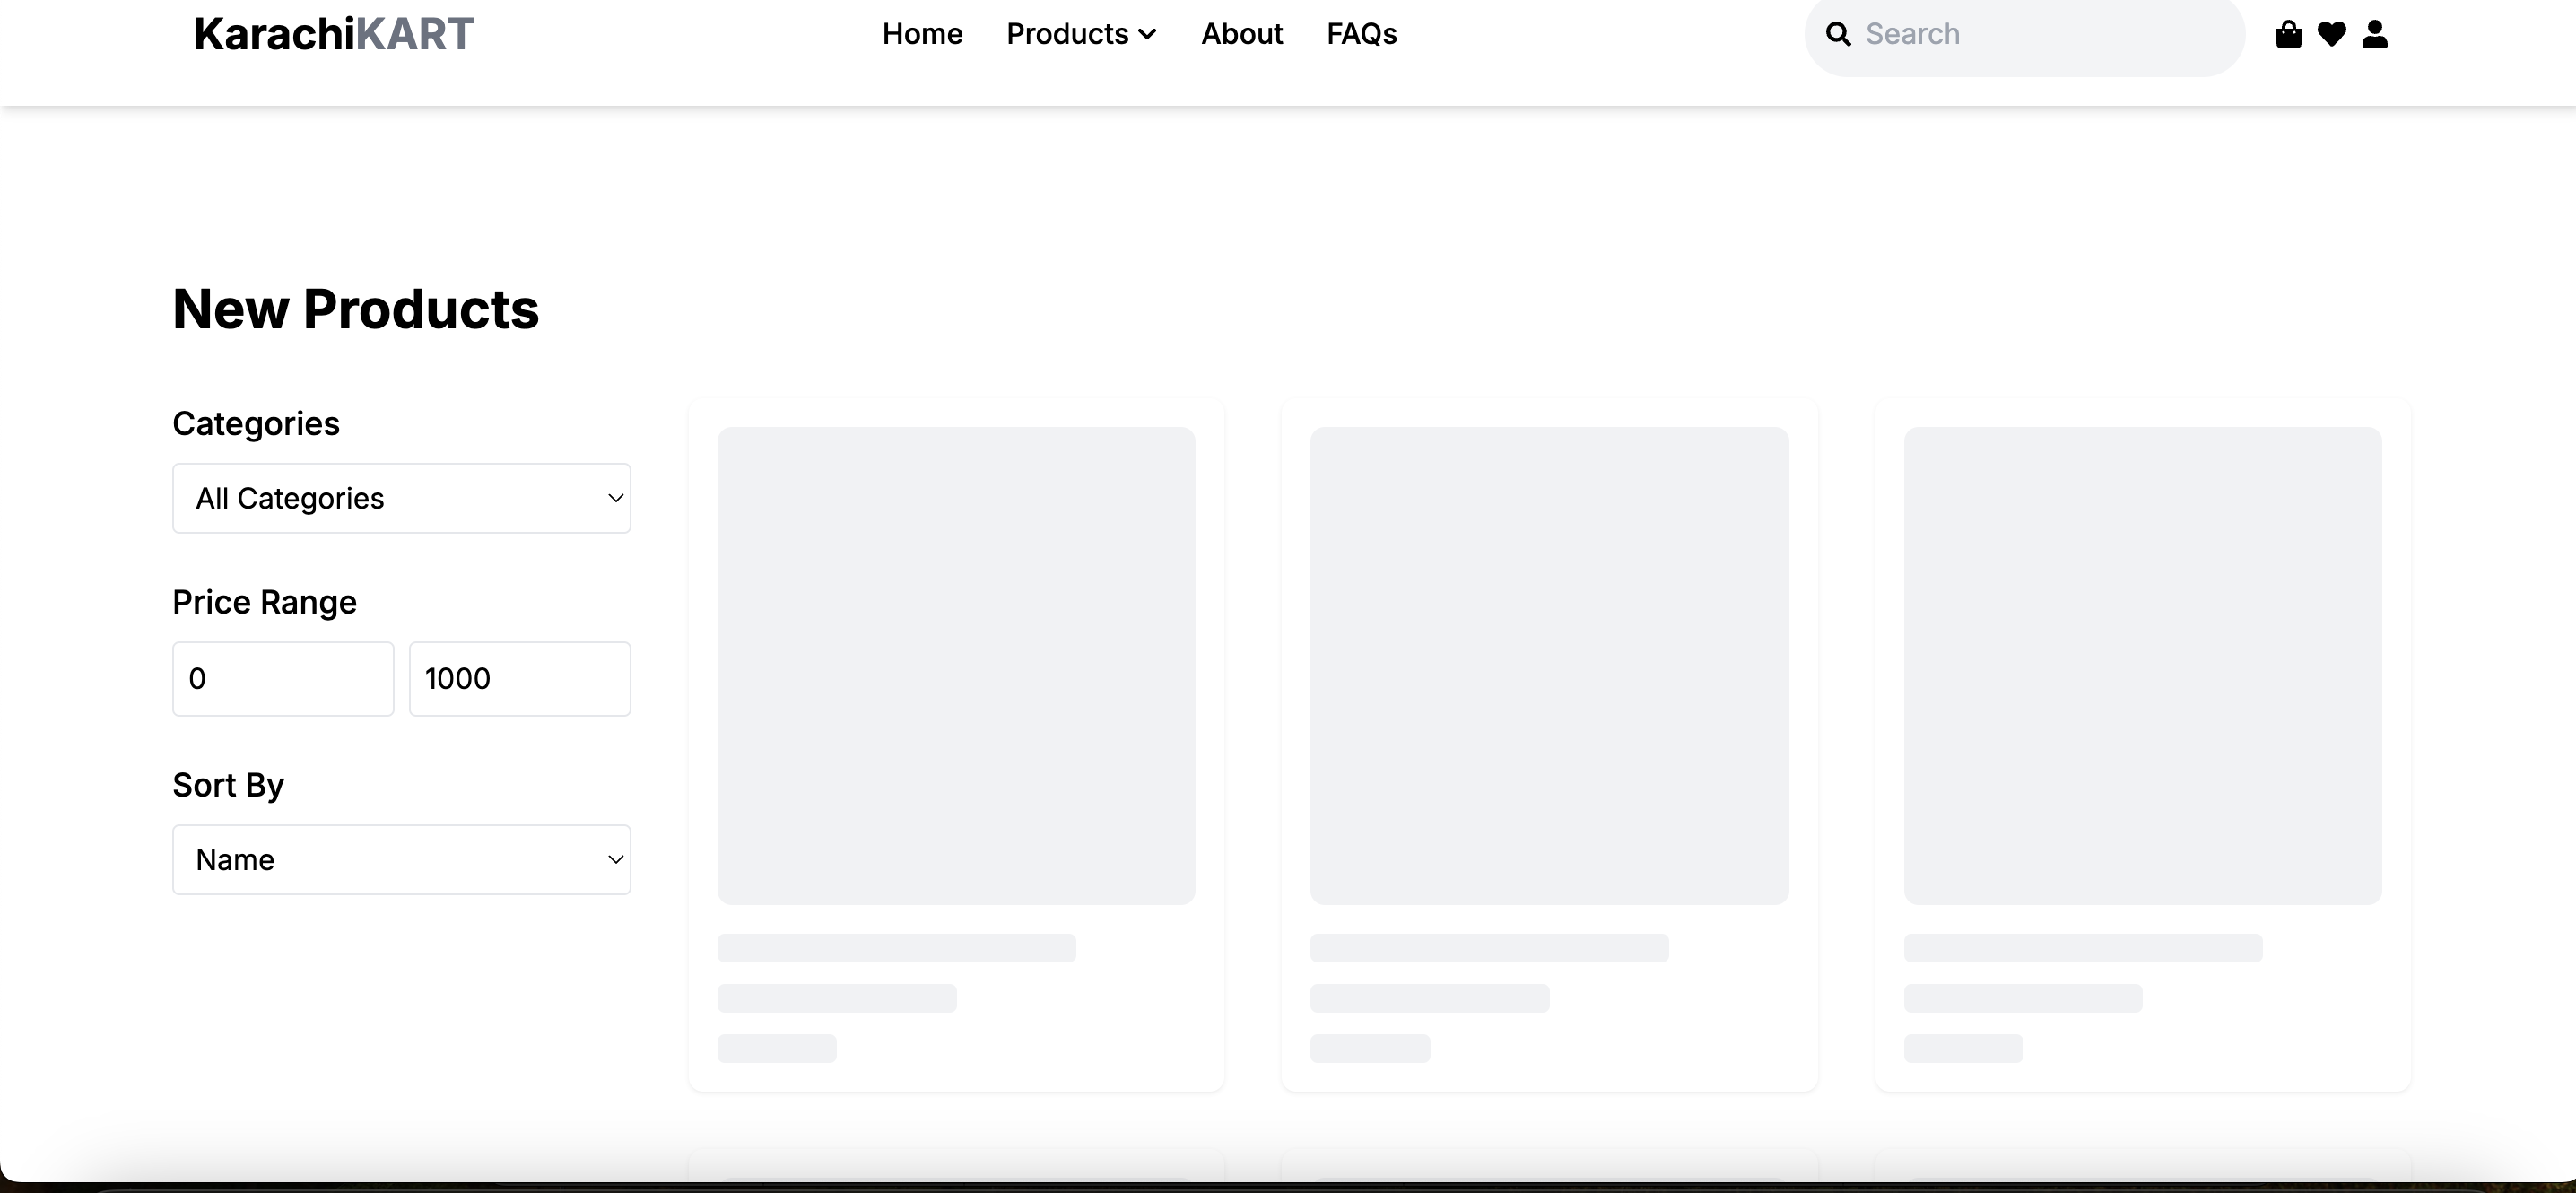 KarachiKART
Home Products About FAQs
Search
New Products
Categories
All Categories
Price Range
0 1000
Sort By
Name